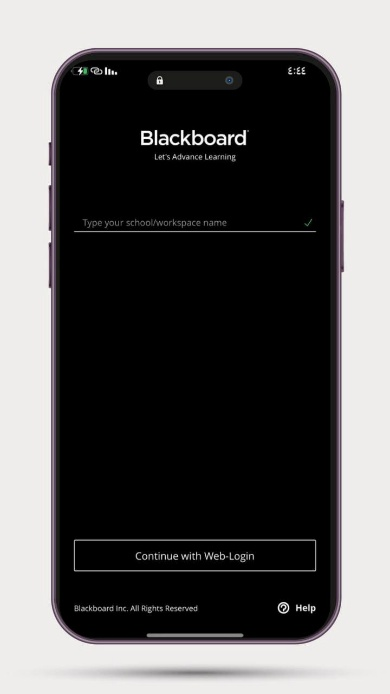 ٤:٤٤
Blackboard
Let's Advance Learning
Type your school/workspace name
Continue with Web-Login
Blackboard Inc. All Rights Reserved
Help